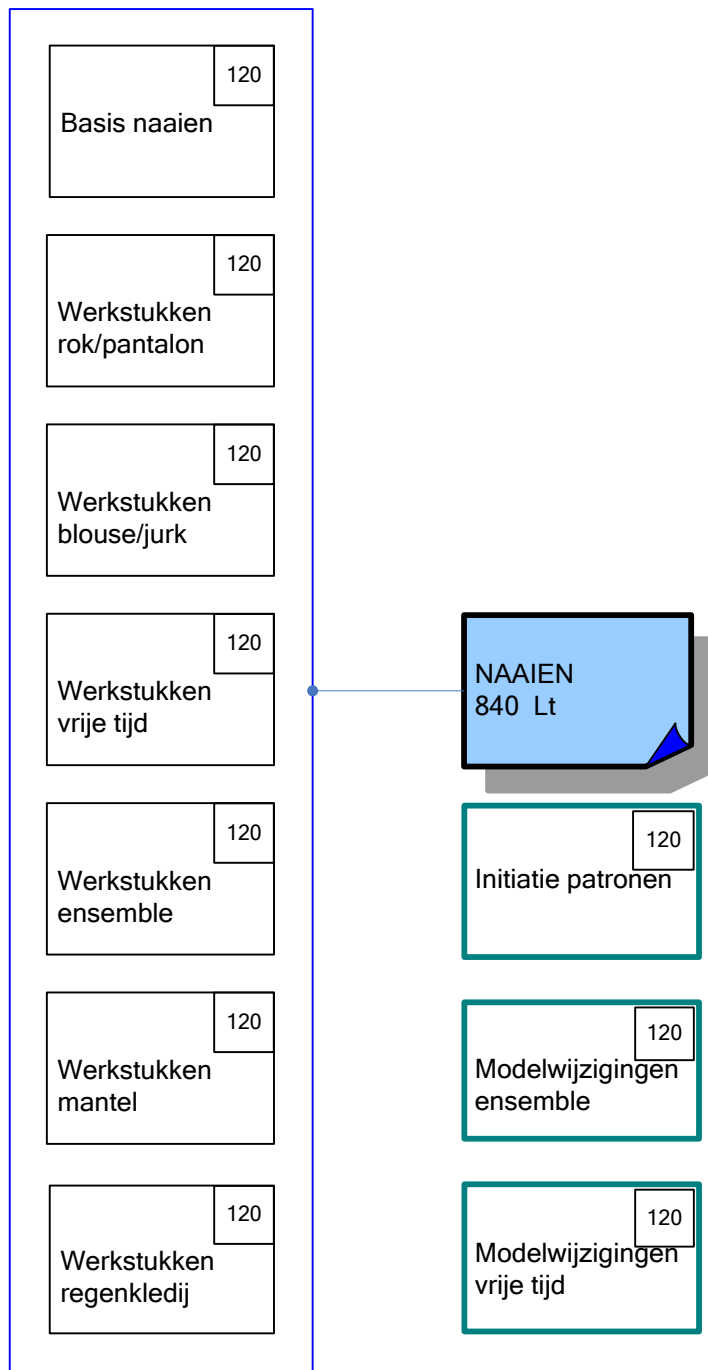 120
Basis naaien
120
Werkstukken
rok/pantalon
120
Werkstukken
blouse/jurk
120
Werkstukken
vrije tijd
120
Werkstukken
ensemble
120
Werkstukken
mantel
120
Werkstukken
regenkledij
NAAIEN
840 Lt
120
Initiatie patronen
120
Modelwijzigingen
ensemble
120
Modelwijzigingen
vrije tijd